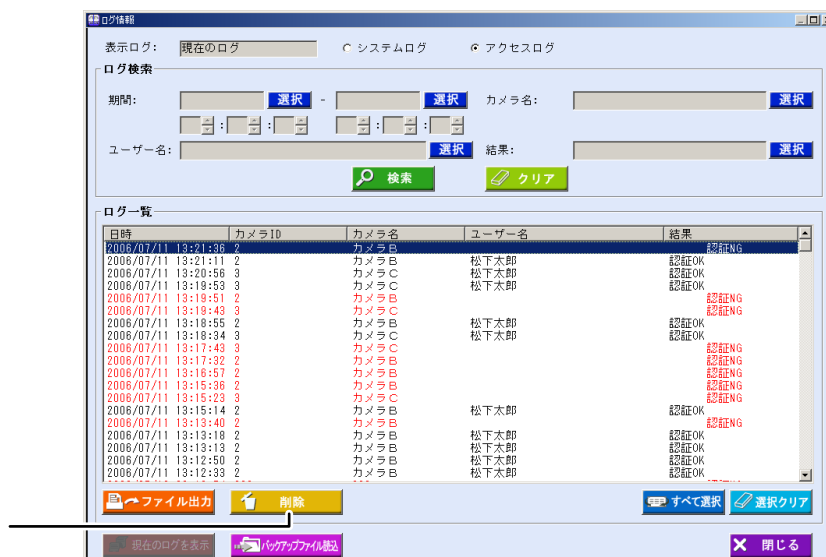 ログ情報
表示ログ: 現在のログ システムログ アクセスログ
ログ検索
期間: 選択 - 選択 カメラ名: 選択
: : : :
ユーザー名: 選択 結果: 選択
検索 クリア
ログ一覧
日時 カメラID カメラ名 ユーザー名 結果
2006/07/11 13:21:36 2 カメラB 認証NG
2006/07/11 13:21:11 2 カメラB 松下太郎 認証OK
2006/07/11 13:20:56 3 カメラC 松下太郎 認証OK
2006/07/11 13:19:53 3 カメラC 松下太郎 認証OK
2006/07/11 13:19:51 2 カメラB 認証NG
2006/07/11 13:19:43 3 カメラC 認証NG
2006/07/11 13:18:55 2 カメラB 松下太郎 認証OK
2006/07/11 13:18:34 3 カメラC 松下太郎 認証OK
2006/07/11 13:17:43 3 カメラC 認証NG
2006/07/11 13:17:32 2 カメラB 認証NG
2006/07/11 13:16:57 2 カメラB 認証NG
2006/07/11 13:15:36 2 カメラB 認証NG
2006/07/11 13:15:23 3 カメラC 認証NG
2006/07/11 13:15:14 2 カメラB 松下太郎 認証OK
2006/07/11 13:13:40 2 カメラB 認証NG
2006/07/11 13:13:18 2 カメラB 松下太郎 認証OK
2006/07/11 13:13:13 2 カメラB 松下太郎 認証OK
2006/07/11 13:12:50 2 カメラB 松下太郎 認証OK
2006/07/11 13:12:33 2 カメラB 松下太郎 認証OK
ファイル出力 削除 すべて選択 選択クリア
現在のログを表示 バックアップファイル読込 閉じる